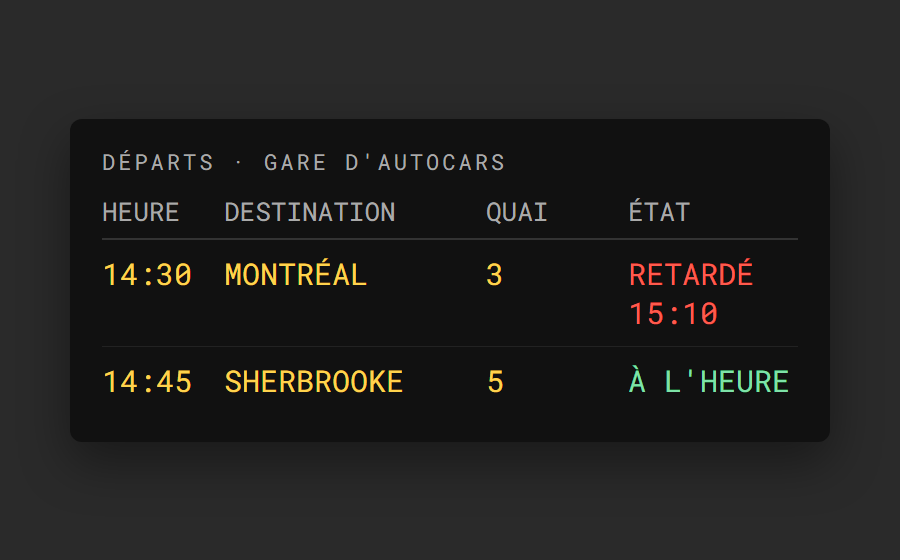 DÉPARTS · GARE D'AUTOCARS
HEURE DESTINATION QUAI ÉTAT
14:30 MONTRÉAL 3 RETARDÉ
15:10
14:45 SHERBROOKE 5 À L'HEURE